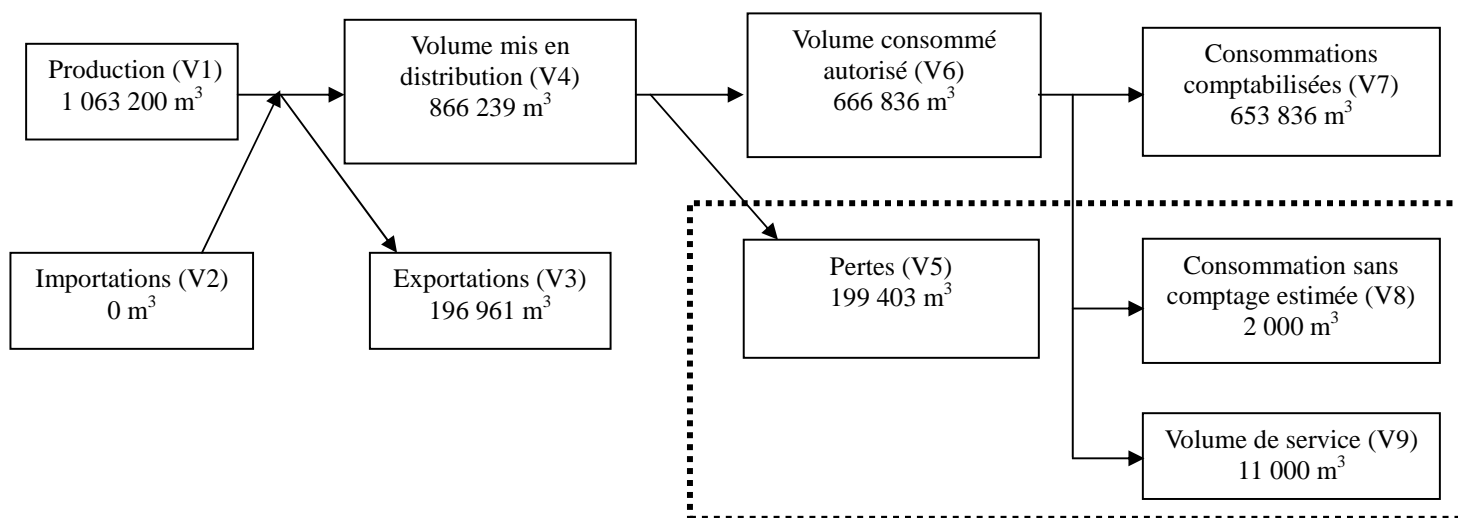 Production (V1)
1 063 200 m³
Volume mis en
distribution (V4)
866 239 m³
Volume consommé
autorisé (V6)
666 836 m³
Consommations
comptabilisées (V7)
653 836 m³
Importations (V2)
0 m³
Exportations (V3)
196 961 m³
Pertes (V5)
199 403 m³
Consommation sans
comptage estimée (V8)
2 000 m³
Volume de service (V9)
11 000 m³